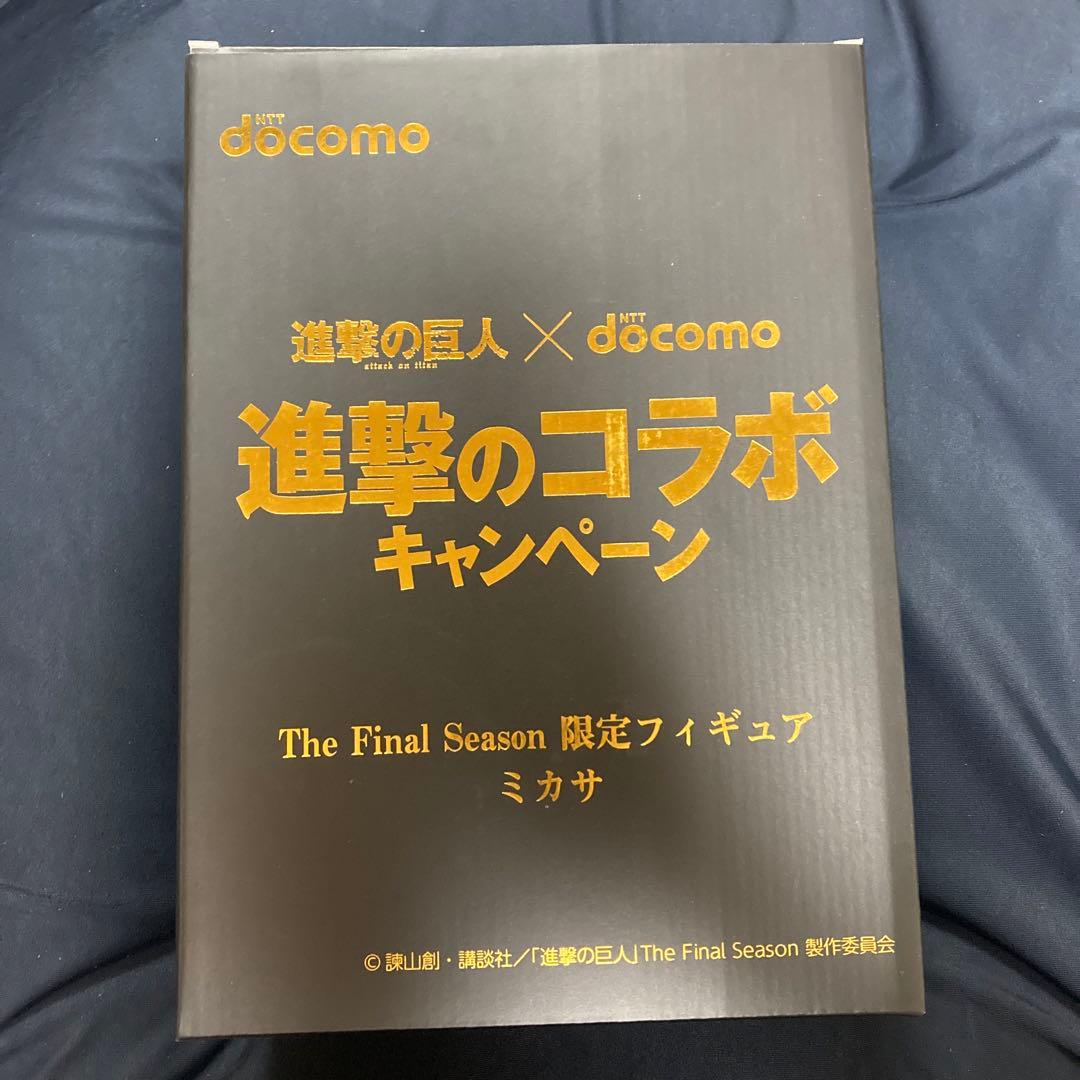 NTT
docomo
進撃の巨人 × NTT docomo
attack on titan
進撃のコラボ
キャンペーン
The Final Season 限定フィギュア
ミカサ
©諫山創・講談社／「進撃の巨人」The Final Season 製作委員会